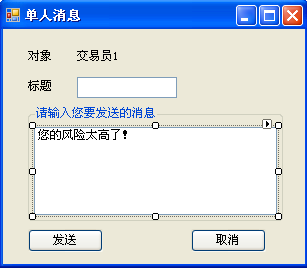 单人消息
对象 交易员1
标题
请输入您要发送的消息
您的风险太高了！
发送 取消